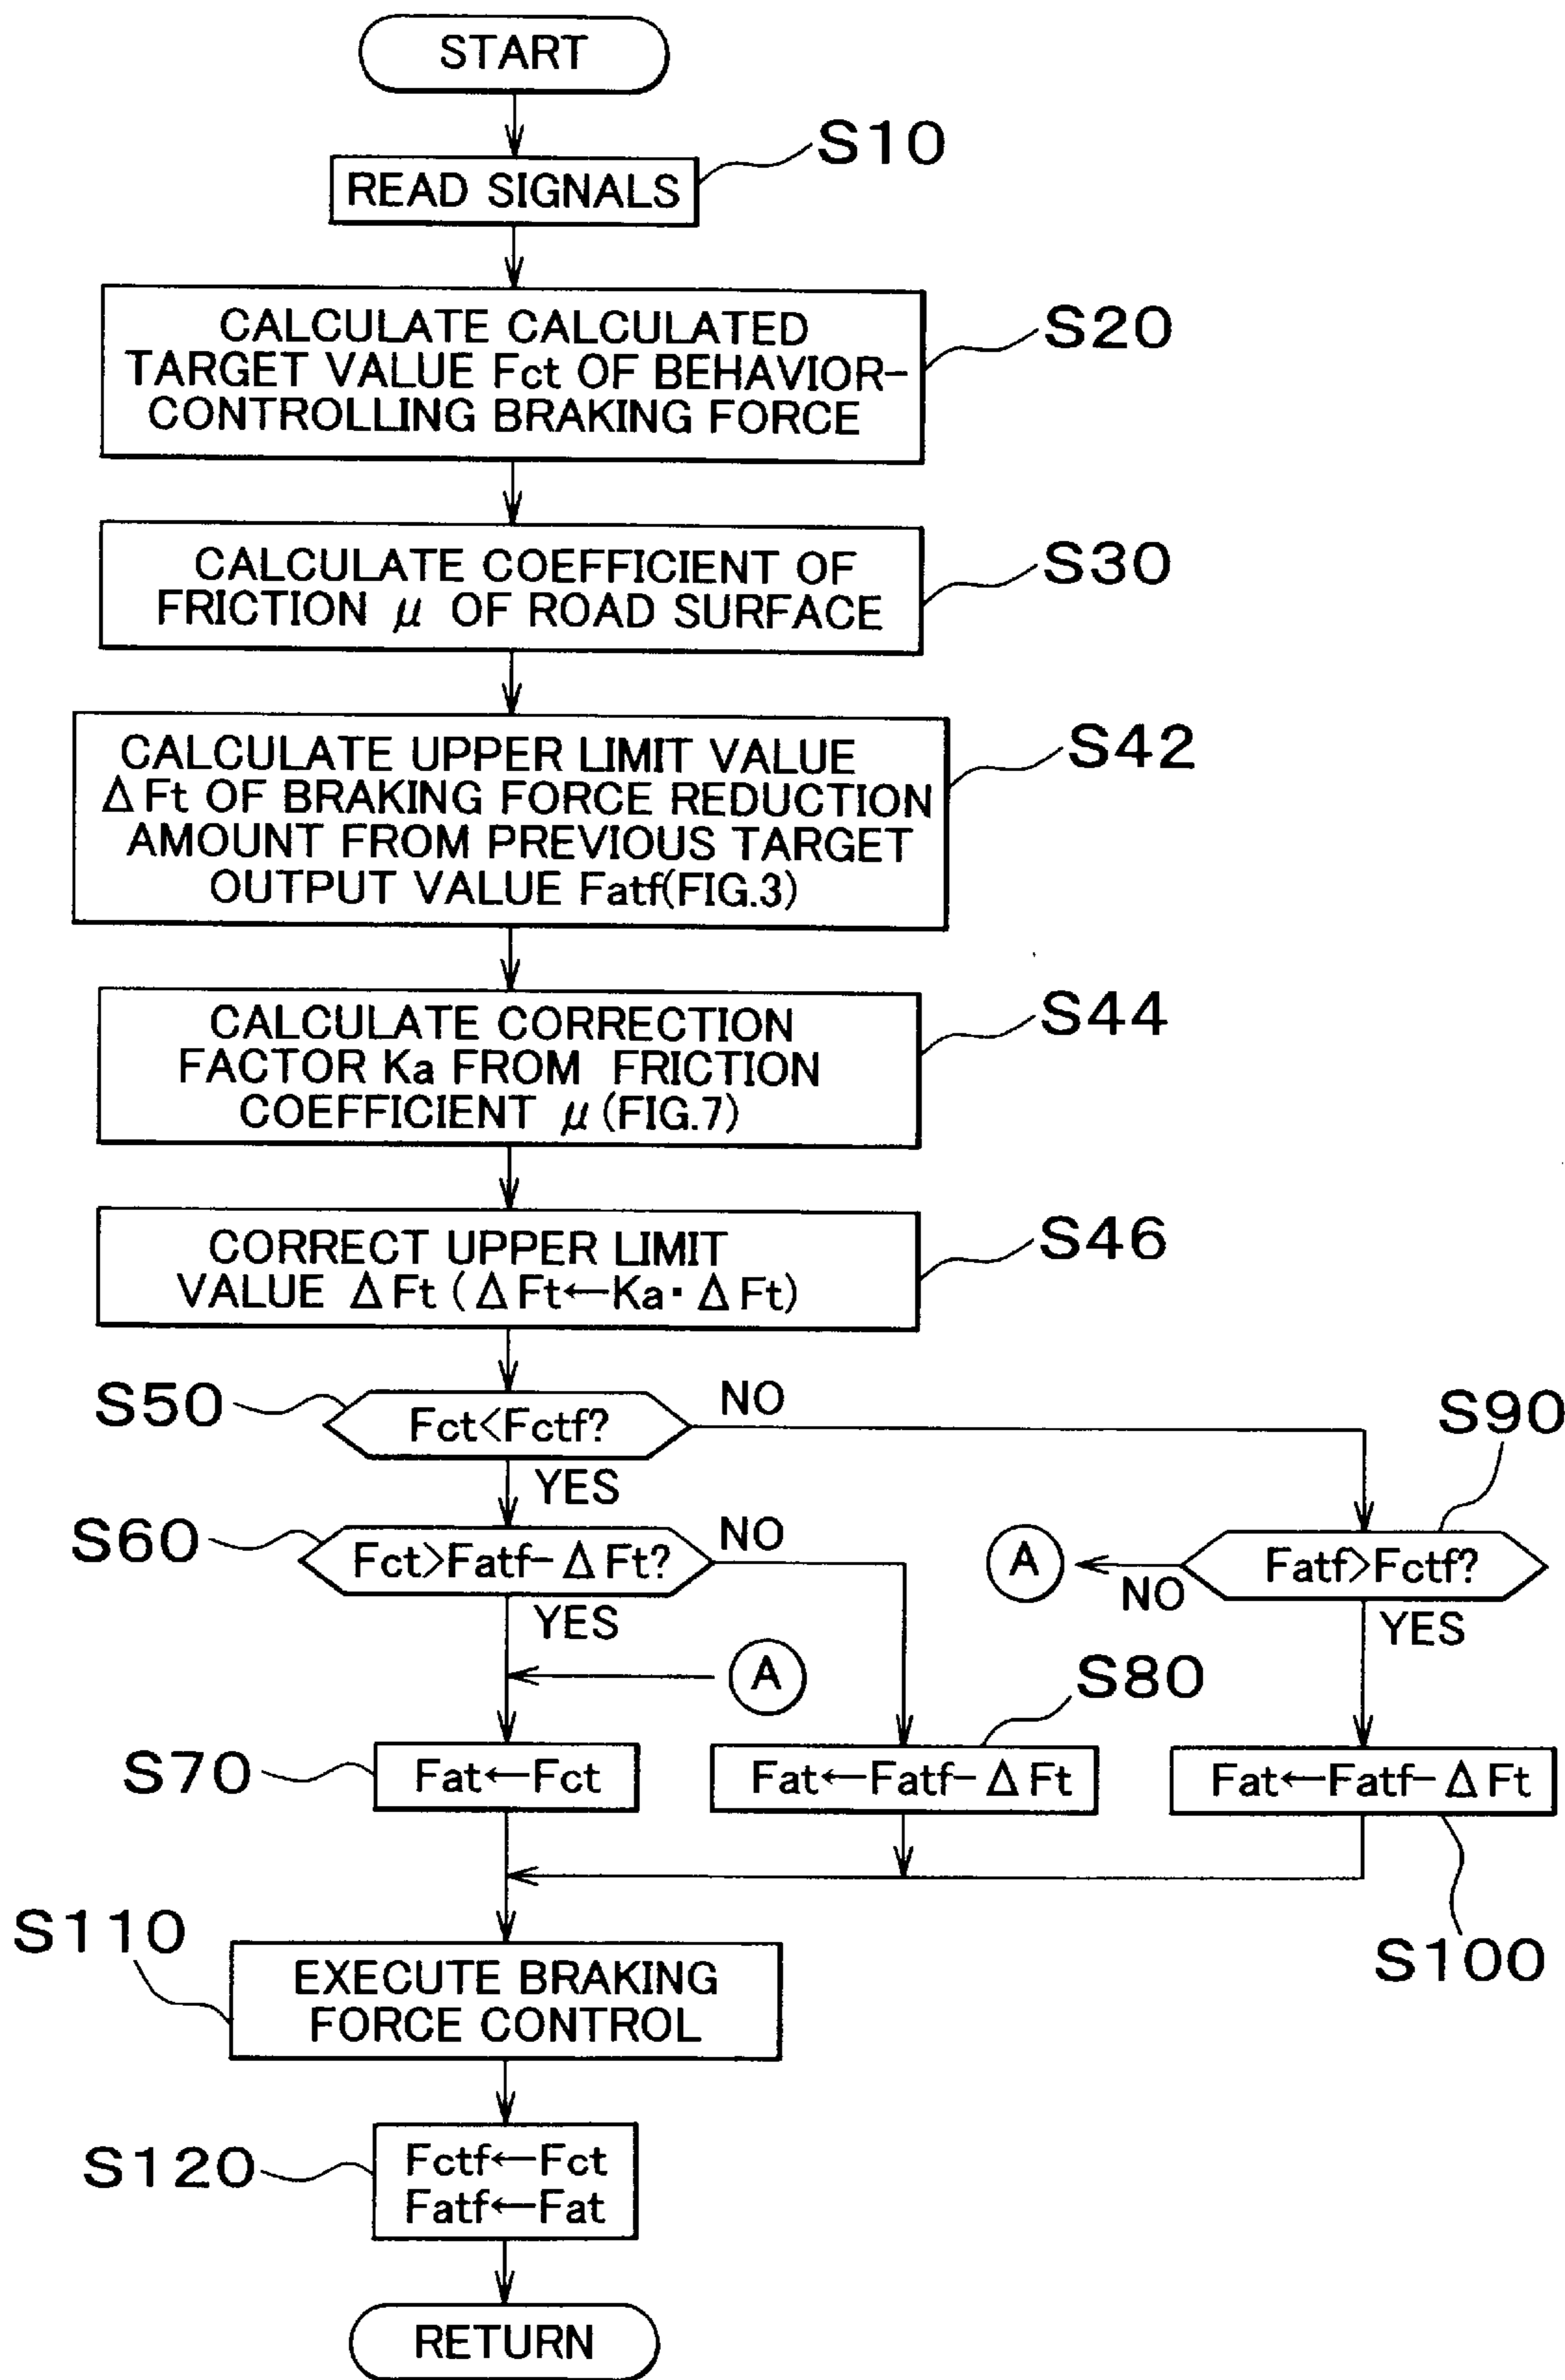 START
S10
READ SIGNALS
S20
CALCULATE CALCULATED
TARGET VALUE Fct OF BEHAVIOR-
CONTROLLING BRAKING FORCE
S30
CALCULATE COEFFICIENT OF
FRICTION μ OF ROAD SURFACE
S42
CALCULATE UPPER LIMIT VALUE
ΔFt OF BRAKING FORCE REDUCTION
AMOUNT FROM PREVIOUS TARGET
OUTPUT VALUE Fatf(FIG.3)
S44
CALCULATE CORRECTION
FACTOR Ka FROM FRICTION
COEFFICIENT μ (FIG.7)
S46
CORRECT UPPER LIMIT
VALUE ΔFt (ΔFt←Ka・ΔFt)
S50
Fct<Fctf?
NO
S90
YES
S60
Fct>Fatf-ΔFt?
NO
A
NO
Fatf>Fctf?
YES
YES
A
S80
S70
Fat←Fct
Fat←Fatf-ΔFt
Fat←Fatf-ΔFt
S110
S100
EXECUTE BRAKING
FORCE CONTROL
S120
Fctf←Fct
Fatf←Fat
RETURN